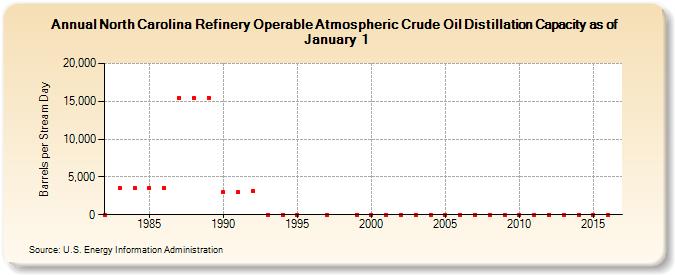 Annual North Carolina Refinery Operable Atmospheric Crude Oil Distillation Capacity as of
January 1
Barrels per Stream Day
20,000
15,000
10,000
5,000
0
1985 1990 1995 2000 2005 2010 2015
Source: U.S. Energy Information Administration